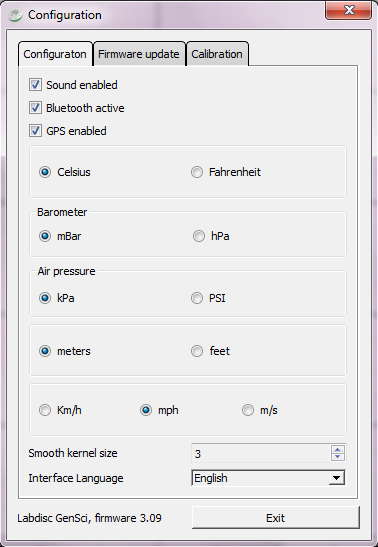 Configuration
Configuraton Firmware update Calibration
Sound enabled
Bluetooth active
GPS enabled
Celsius Fahrenheit
Barometer
mBar hPa
Air pressure
kPa PSI
meters feet
Km/h mph m/s
Smooth kernel size 3
Interface Language English
Labdisc GenSci, firmware 3.09 Exit